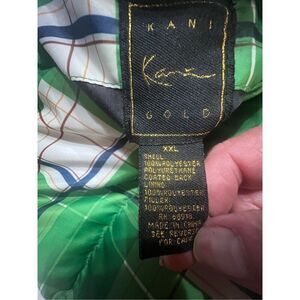 KANI
Kani
GOLD
XXL
SHELL:
100%POLYESTER
POLYURETHANE
COATED BACK
LINING:
100%POLYESTER
FILLER:
100%POLYESTER
RN
MADE IN CHINA
SEE REVERSE
FOR CARE